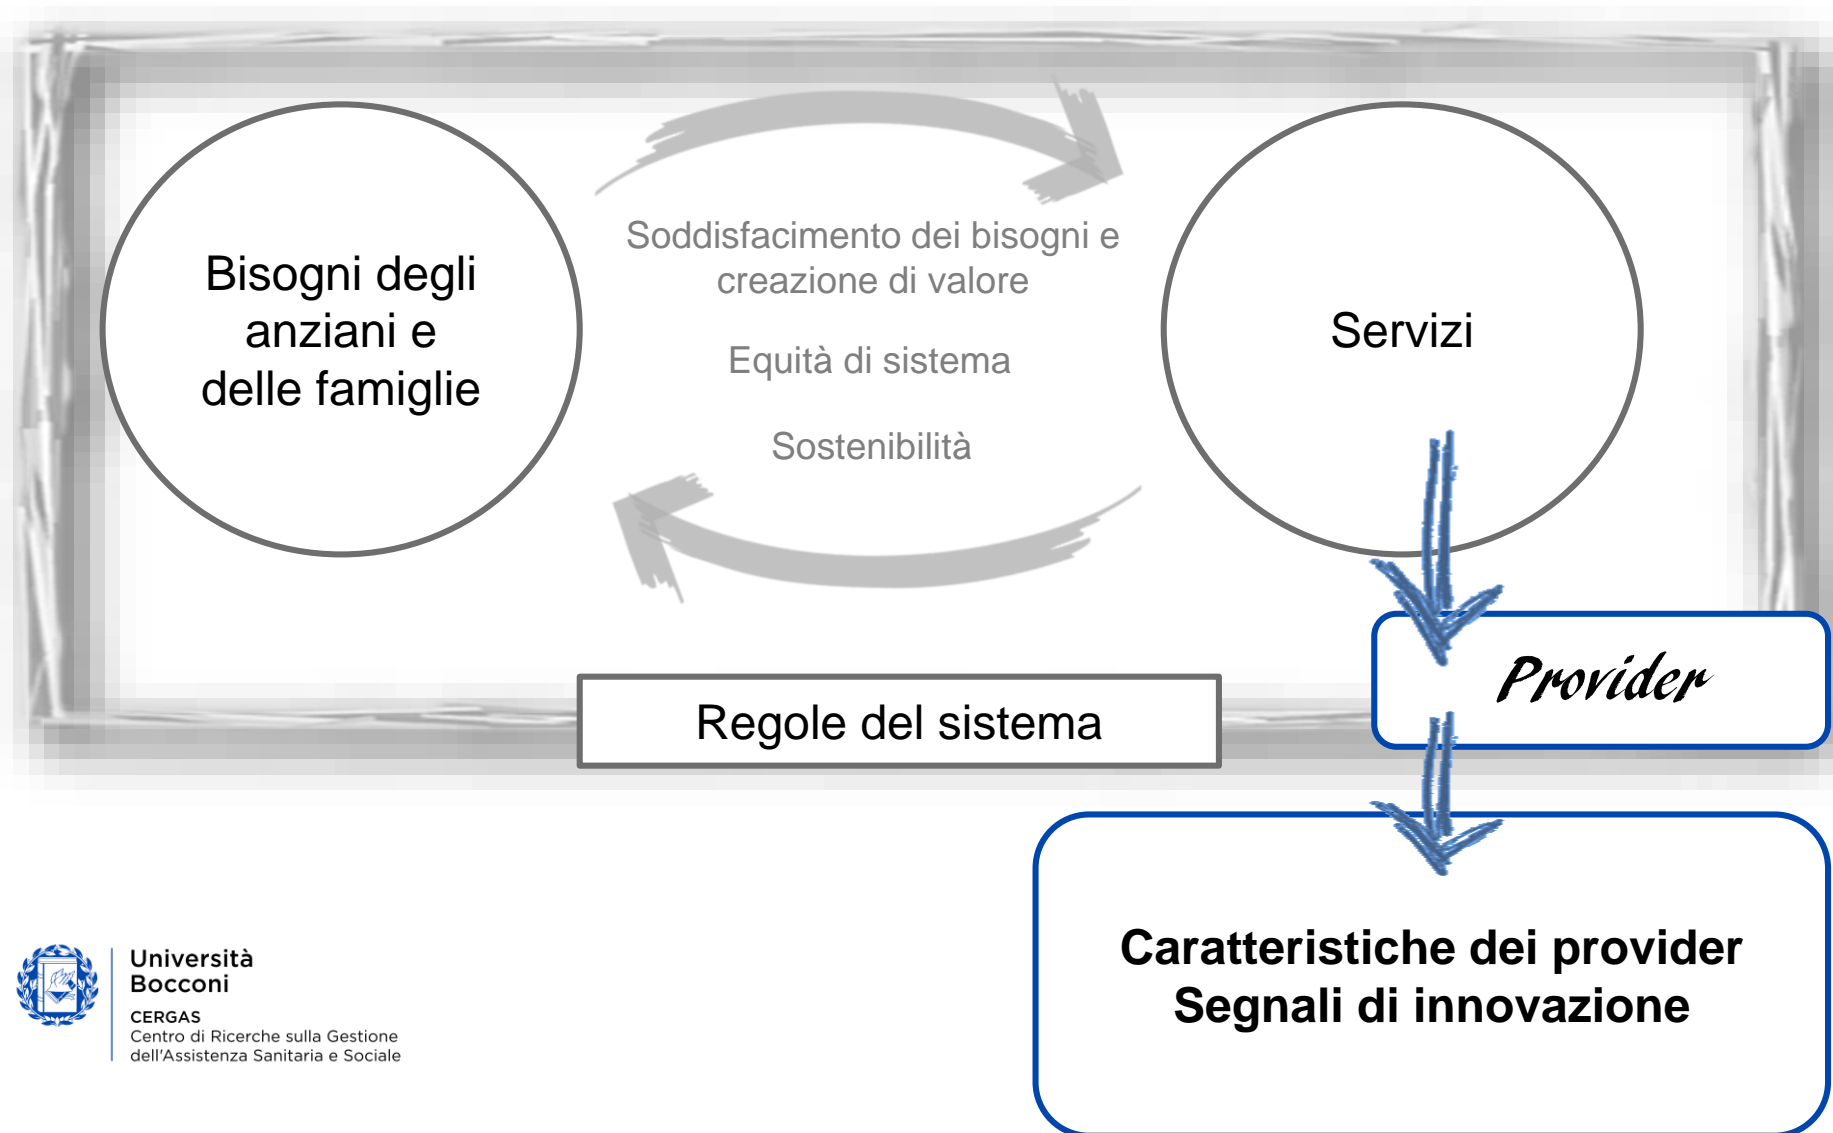 Bisogni degli
anziani e
delle famiglie
Soddisfacimento dei bisogni e
creazione di valore
Equità di sistema
Sostenibilità
Servizi
Provider
Regole del sistema
Caratteristiche dei provider
Segnali di innovazione
Università
Bocconi
CERGAS
Centro di Ricerche sulla Gestione
dell'Assistenza Sanitaria e Sociale